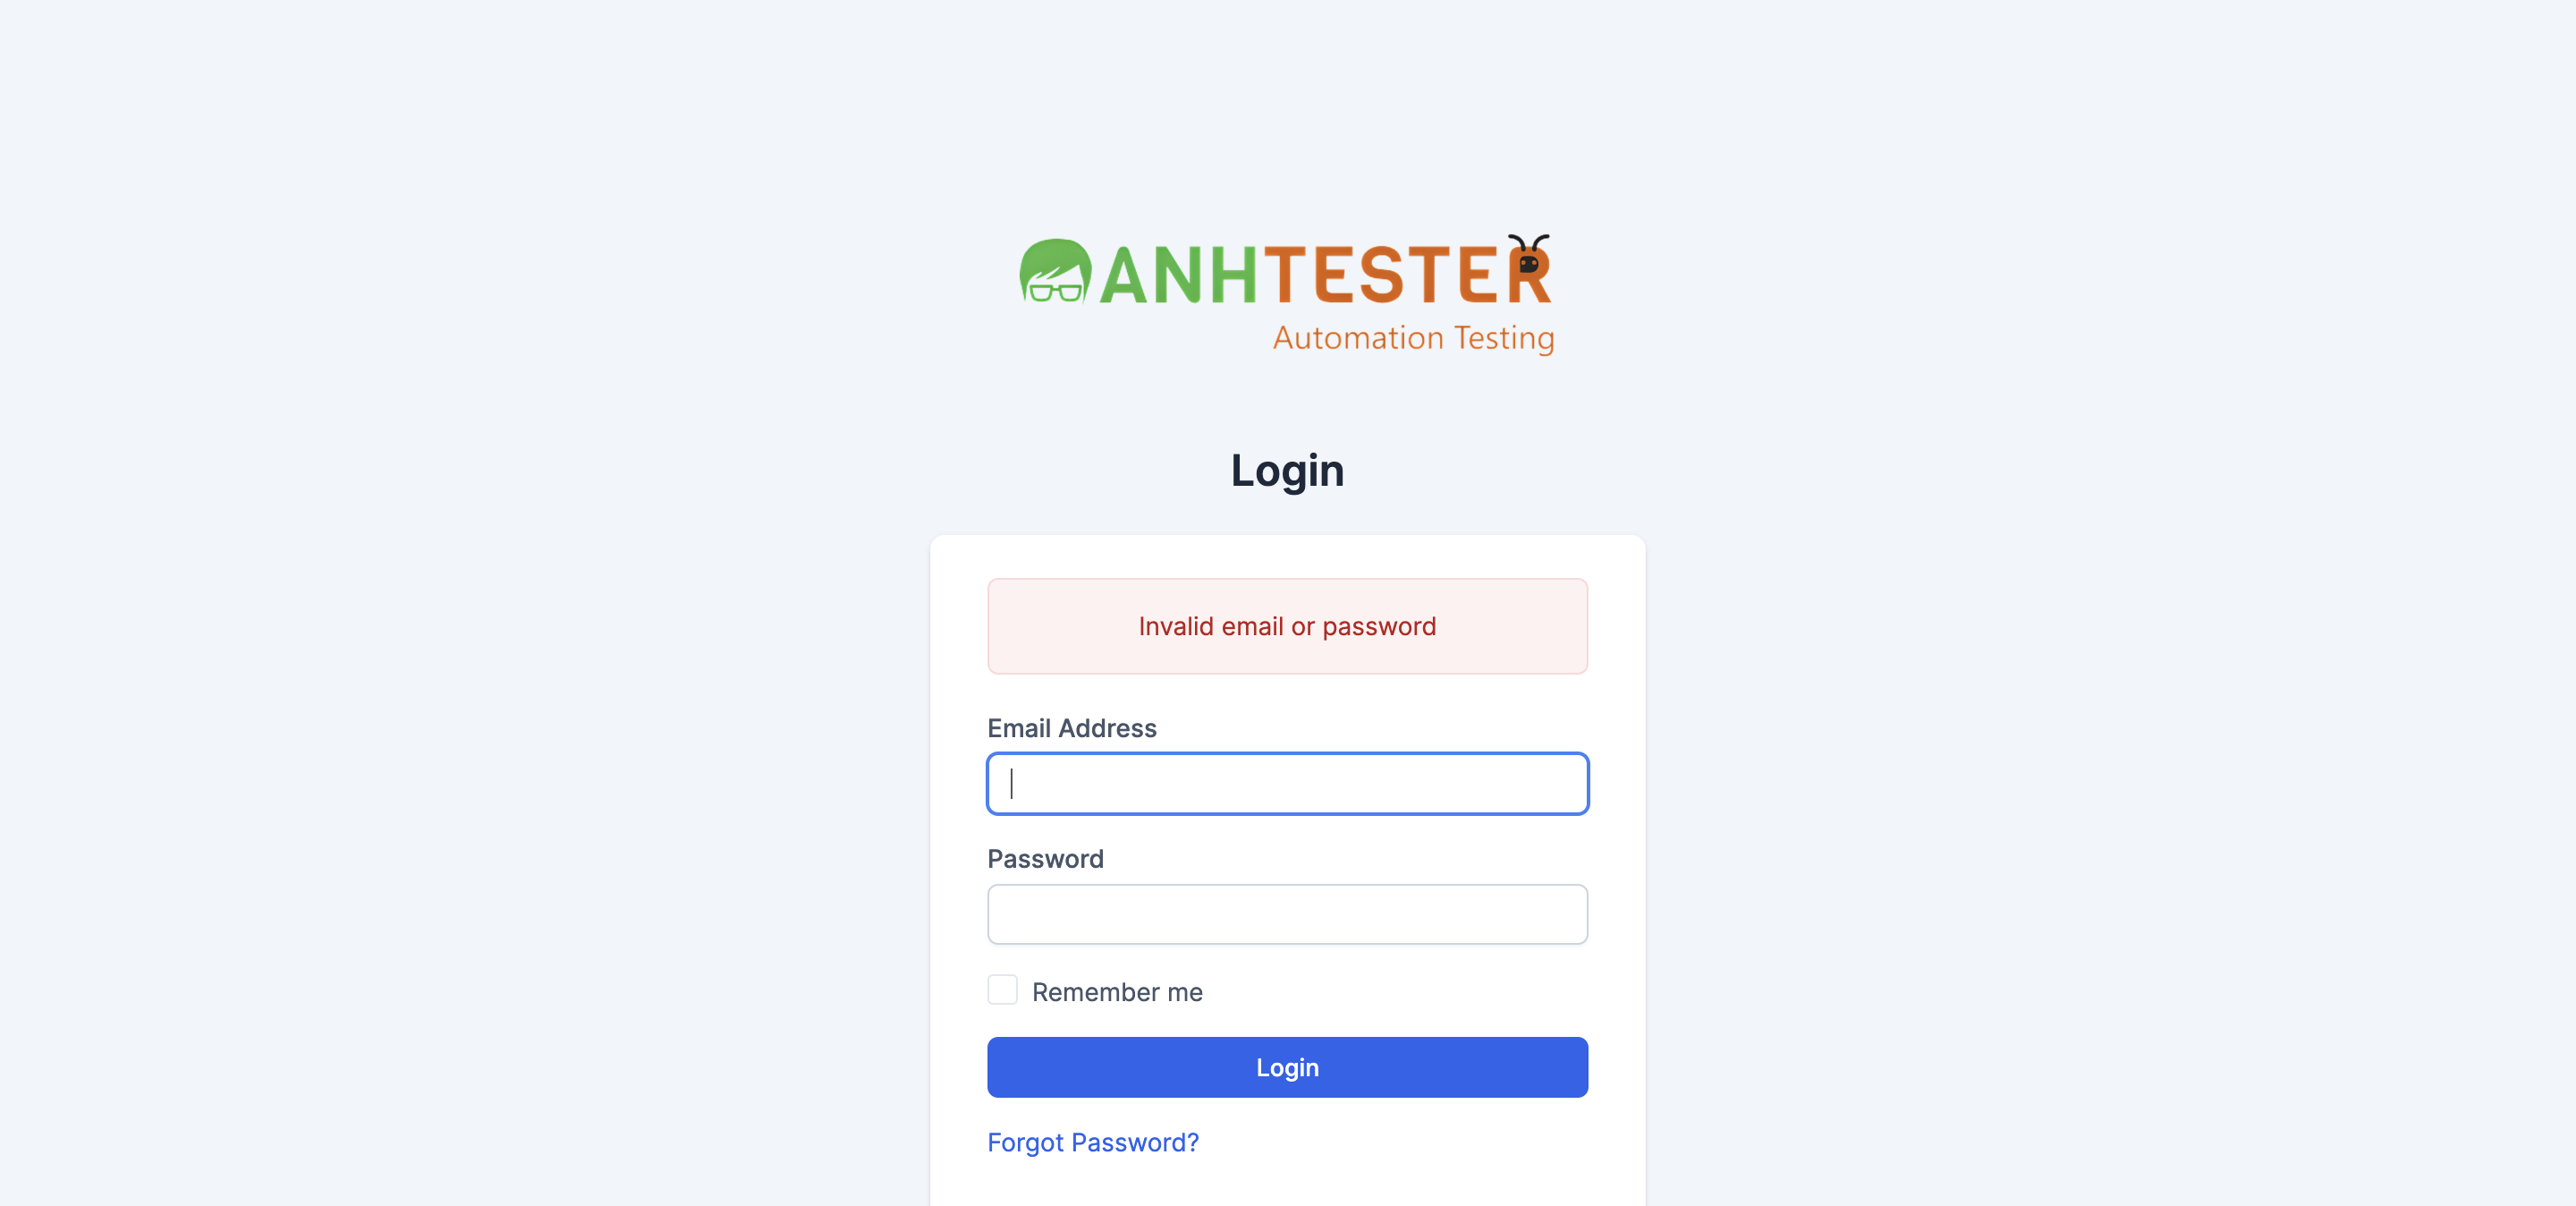 ANHTESTER
Automation Testing
Login
Invalid email or password
Email Address
Password
Remember me
Login
Forgot Password?